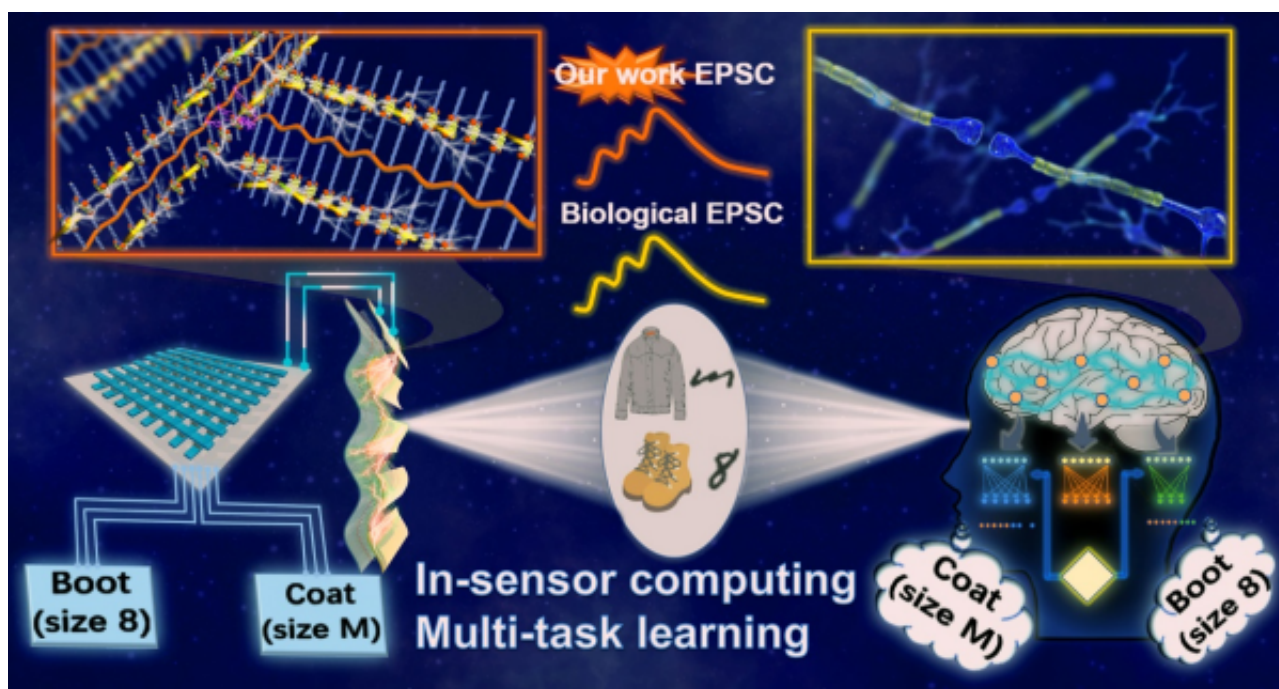 Our work EPSC
Biological EPSC
m
8
Boot
(size 8)
Coat
(size M)
In-sensor computing
Multi-task learning
Coat
(size M)
Boot
(size 8)